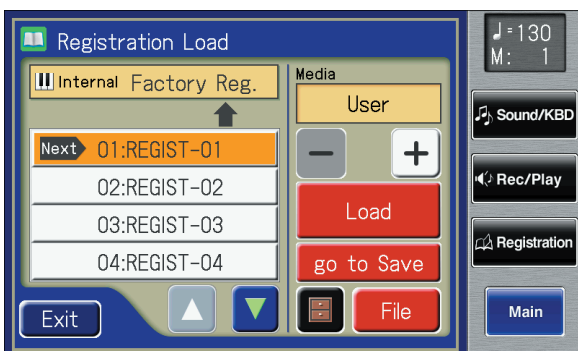 Registration Load
Internal Factory Reg.
Next 01:REGIST-01
02:REGIST-02
03:REGIST-03
04:REGIST-04
Exit
Media
User
− +
Load
go to Save
File
♩=130
M: 1
Sound/KBD
Rec/Play
Registration
Main